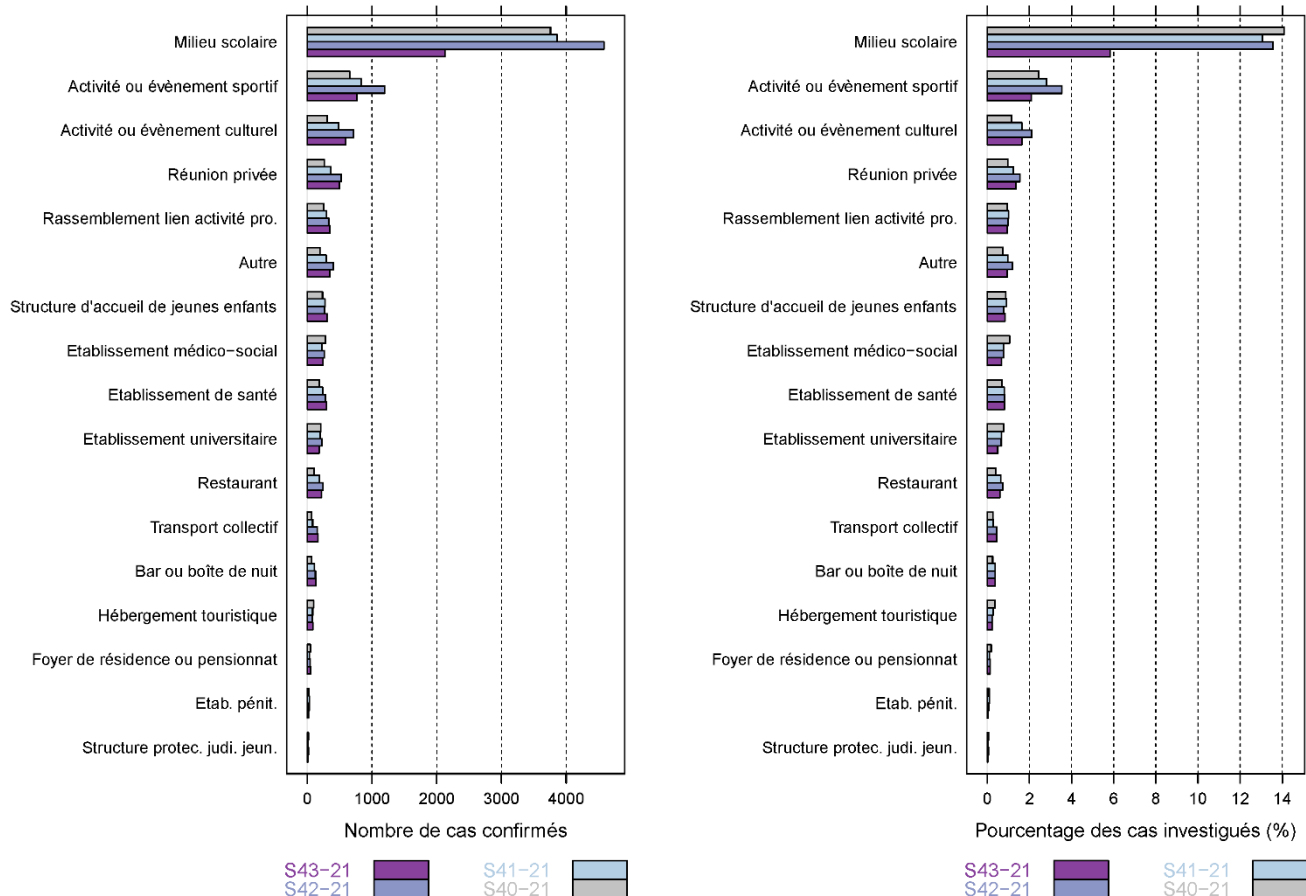 Milieu scolaire
Activité ou évènement sportif
Activité ou évènement culturel
Réunion privée
Rassemblement lien activité pro.
Autre
Structure d'accueil de jeunes enfants
Etablissement médico−social
Etablissement de santé
Etablissement universitaire
Restaurant
Transport collectif
Bar ou boîte de nuit
Hébergement touristique
Foyer de résidence ou pensionnat
Etab. pénit.
Structure protec. judi. jeun.
0 1000 2000 3000 4000
Nombre de cas confirmés
S43−21 S41−21
S42−21 S40−21
Milieu scolaire
Activité ou évènement sportif
Activité ou évènement culturel
Réunion privée
Rassemblement lien activité pro.
Autre
Structure d'accueil de jeunes enfants
Etablissement médico−social
Etablissement de santé
Etablissement universitaire
Restaurant
Transport collectif
Bar ou boîte de nuit
Hébergement touristique
Foyer de résidence ou pensionnat
Etab. pénit.
Structure protec. judi. jeun.
0 2 4 6 8 10 12 14
Pourcentage des cas investigués (%)
S43−21 S41−21
S42−21 S40−21